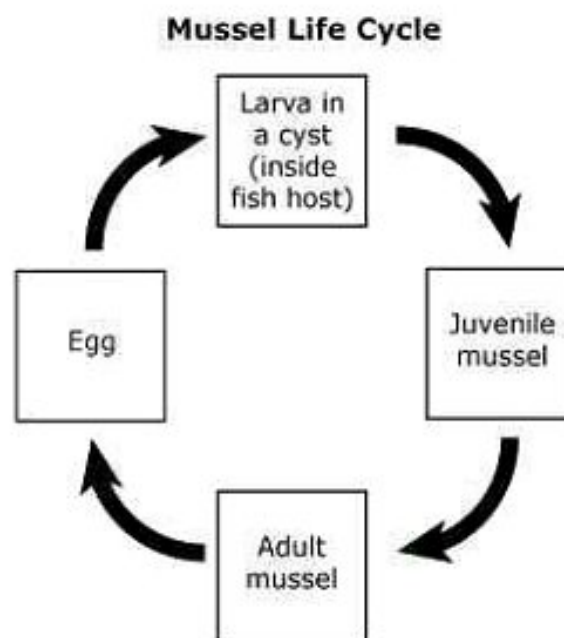 Mussel Life Cycle
Larva in
a cyst
(inside
fish host)
Egg
Juvenile
mussel
Adult
mussel